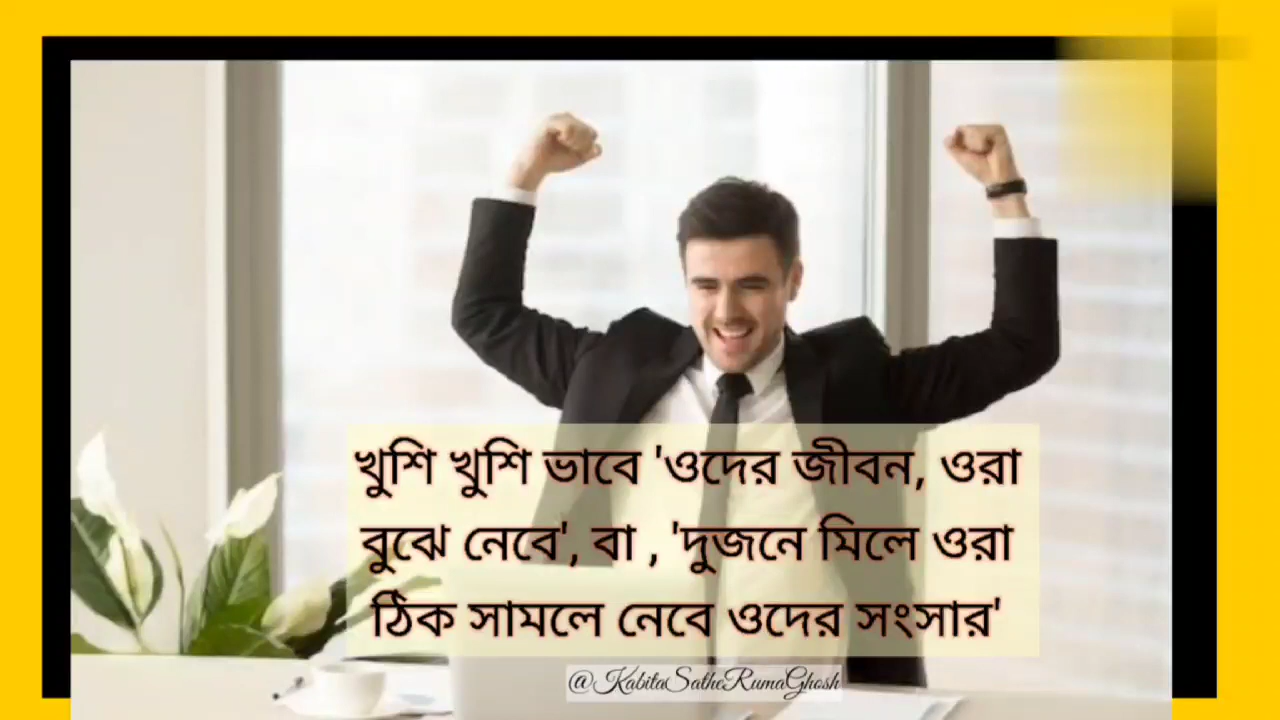 খুশি খুশি ভাবে 'ওদের জীবন, ওরা
বুঝে নেবে', বা , 'দুজনে মিলে ওরা
ঠিক সামলে নেবে ওদের সংসার'
@KabitaSatheRumaGhosh